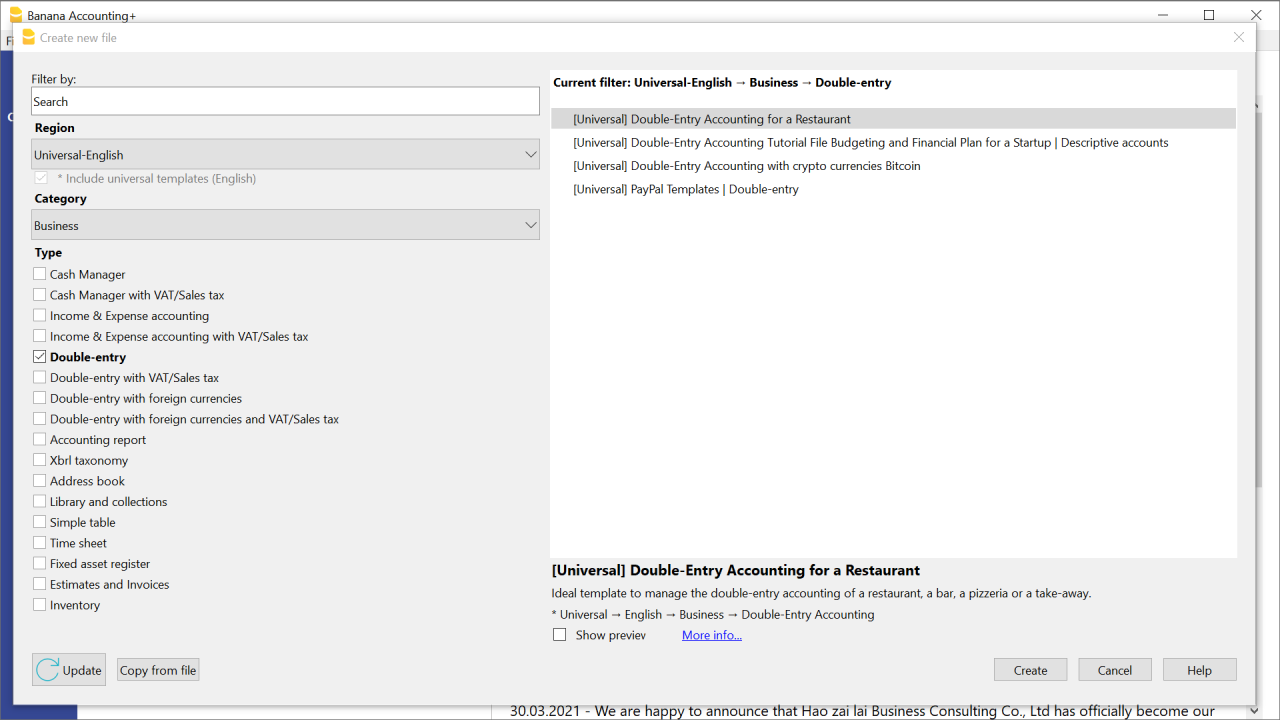 Banana Accounting+
Create new file
Filter by:
Search
Region
Universal-English
* Include universal templates (English)
Category
Business
Type
Cash Manager
Cash Manager with VAT/Sales tax
Income & Expense accounting
Income & Expense accounting with VAT/Sales tax
Double-entry
Double-entry with VAT/Sales tax
Double-entry with foreign currencies
Double-entry with foreign currencies and VAT/Sales tax
Accounting report
Xbrl taxonomy
Address book
Library and collections
Simple table
Time sheet
Fixed asset register
Estimates and Invoices
Inventory
Update
Copy from file
Current filter: Universal-English → Business → Double-entry
[Universal] Double-Entry Accounting for a Restaurant
[Universal] Double-Entry Accounting Tutorial File Budgeting and Financial Plan for a Startup | Descriptive accounts
[Universal] Double-Entry Accounting with crypto currencies Bitcoin
[Universal] PayPal Templates | Double-entry
[Universal] Double-Entry Accounting for a Restaurant
Ideal template to manage the double-entry accounting of a restaurant, a bar, a pizzeria or a take-away.
* Universal → English → Business → Double-Entry Accounting
Show previev More info...
Create Cancel Help
30.03.2021 - We are happy to announce that Hao zai lai Business Consulting Co., Ltd has officially become our